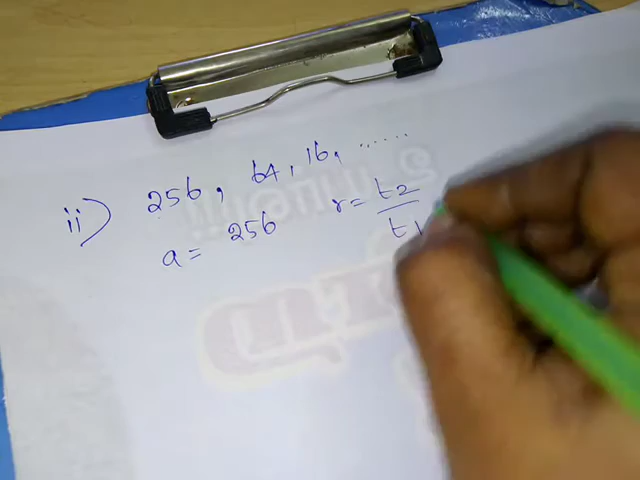 ii) 256, 64, 16, ......
a = 256 r = t2/t1